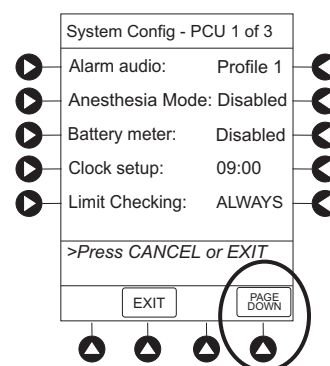 System Config - PCU 1 of 3
Alarm audio: Profile 1
Anesthesia Mode: Disabled
Battery meter: Disabled
Clock setup: 09:00
Limit Checking: ALWAYS
>Press CANCEL or EXIT
EXIT
PAGE
DOWN